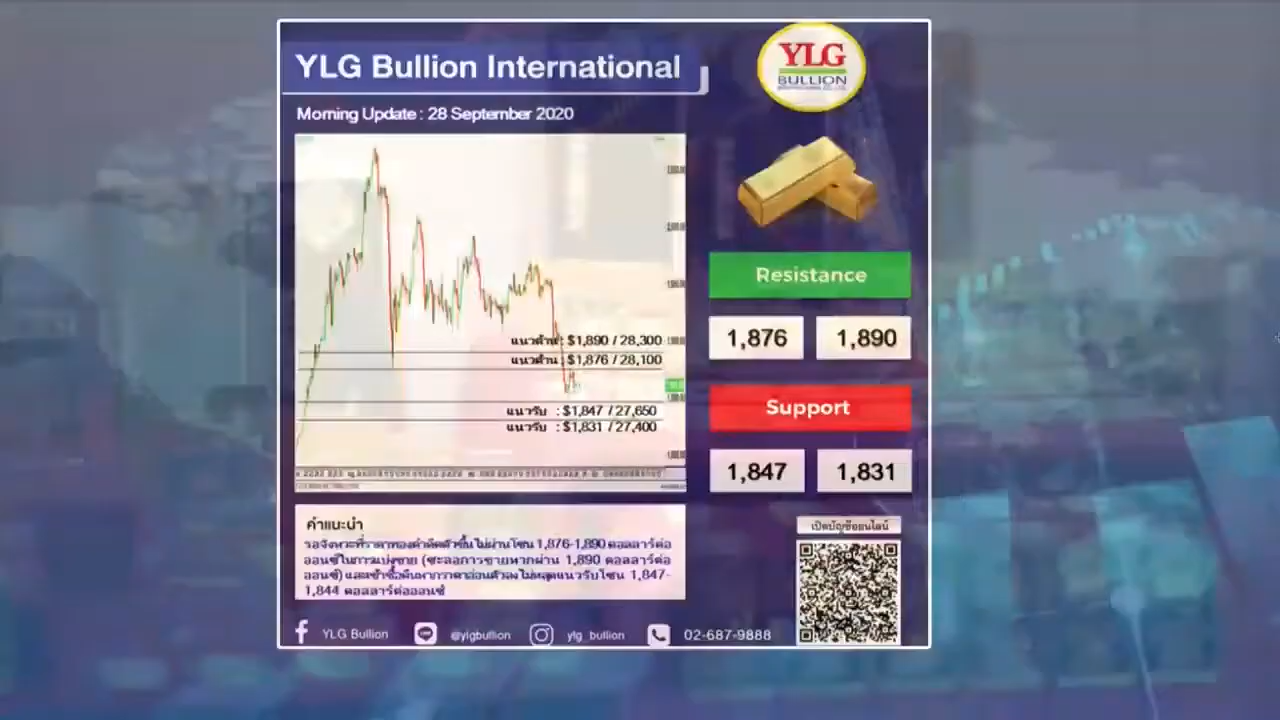 YLG Bullion International
YLG
BULLION
Morning Update : 28 September 2020
แนวต้าน : $1,890 / 28,300
แนวต้าน : $1,876 / 28,100
แนวรับ : $1,847 / 27,650
แนวรับ : $1,831 / 27,400
Resistance
1,876 1,890
Support
1,847 1,831
คำแนะนำ
รอจังหวะที่ราคาทองคำดีดตัวขึ้นไม่ผ่านโซน 1,876-1,890 ดอลลาร์ต่อ
ออนซ์ในการแบ่งขาย (ชะลอการขายหากผ่าน 1,890 ดอลลาร์ต่อ
ออนซ์) และเข้าซื้อคืนหากราคาอ่อนตัวลงไม่หลุดแนวรับโซน 1,847-
1,844 ดอลลาร์ต่อออนซ์
เปิดบัญชีออนไลน์
YLG Bullion @ylgbullion ylg_bullion 02-687-9888